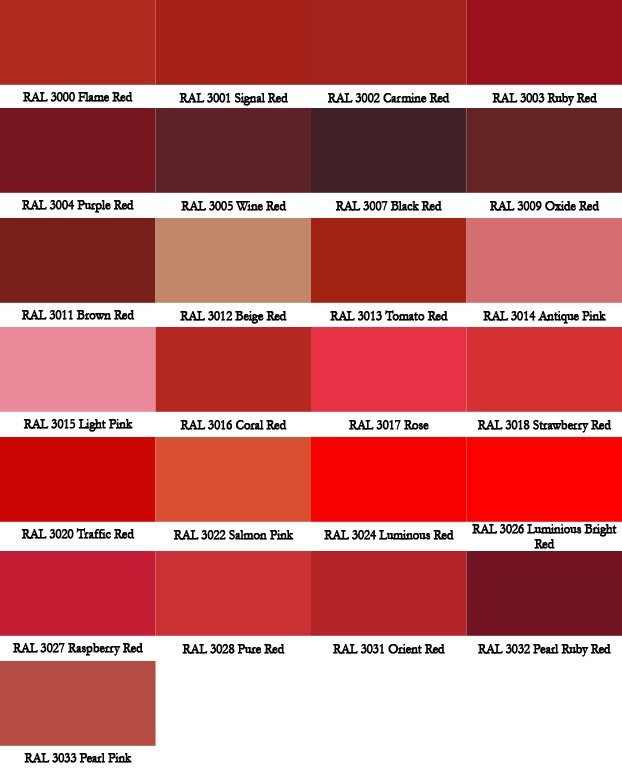 RAL 3000 Flame Red
RAL 3001 Signal Red
RAL 3002 Carmine Red
RAL 3003 Ruby Red
RAL 3004 Purple Red
RAL 3005 Wine Red
RAL 3007 Black Red
RAL 3009 Oxide Red
RAL 3011 Brown Red
RAL 3012 Beige Red
RAL 3013 Tomato Red
RAL 3014 Antique Pink
RAL 3015 Light Pink
RAL 3016 Coral Red
RAL 3017 Rose
RAL 3018 Strawberry Red
RAL 3020 Traffic Red
RAL 3022 Salmon Pink
RAL 3024 Luminous Red
RAL 3026 Luminious Bright
Red
RAL 3027 Raspberry Red
RAL 3028 Pure Red
RAL 3031 Orient Red
RAL 3032 Pearl Ruby Red
RAL 3033 Pearl Pink